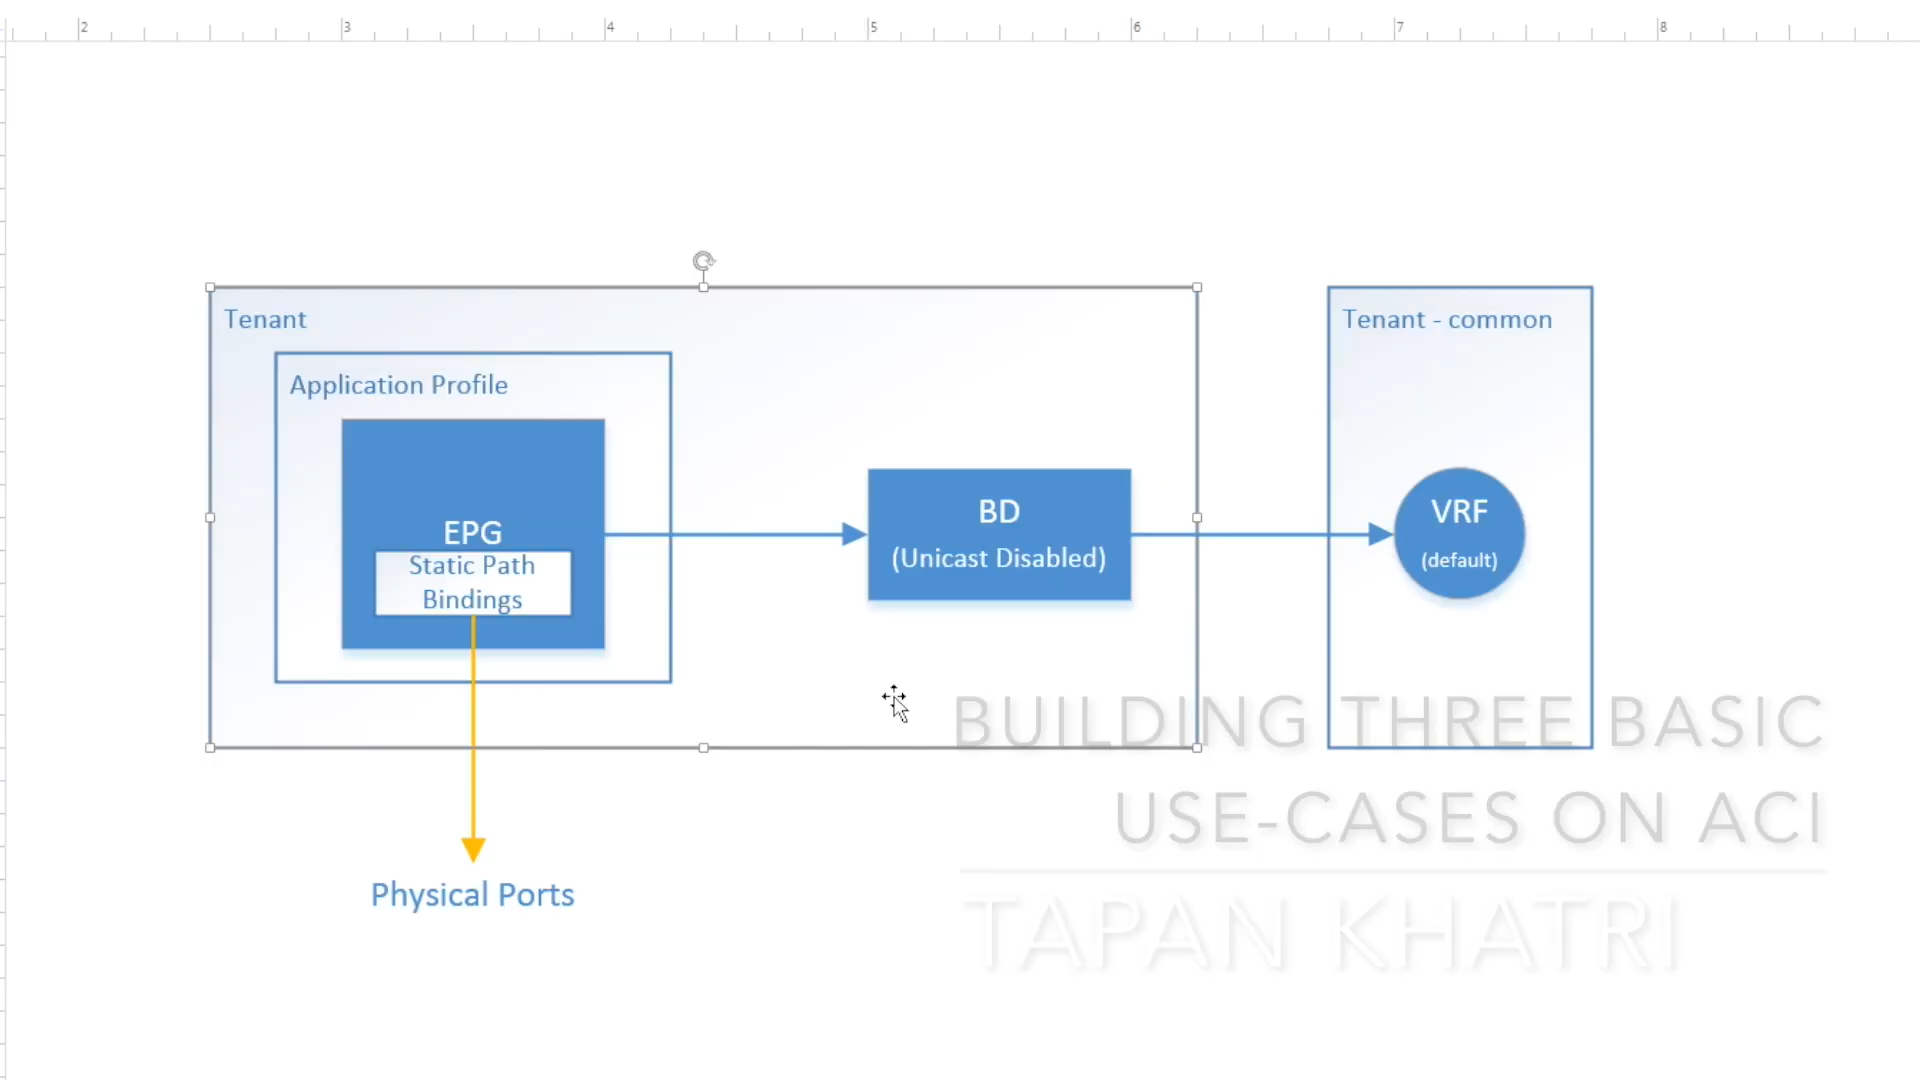 2 3 4 5 6 7 8
Tenant
Tenant - common
Application Profile
EPG
Static Path
Bindings
BD
(Unicast Disabled)
VRF
(default)
Physical Ports
BUILDING THREE BASIC
USE-CASES ON ACI
TAPAN KHATRI